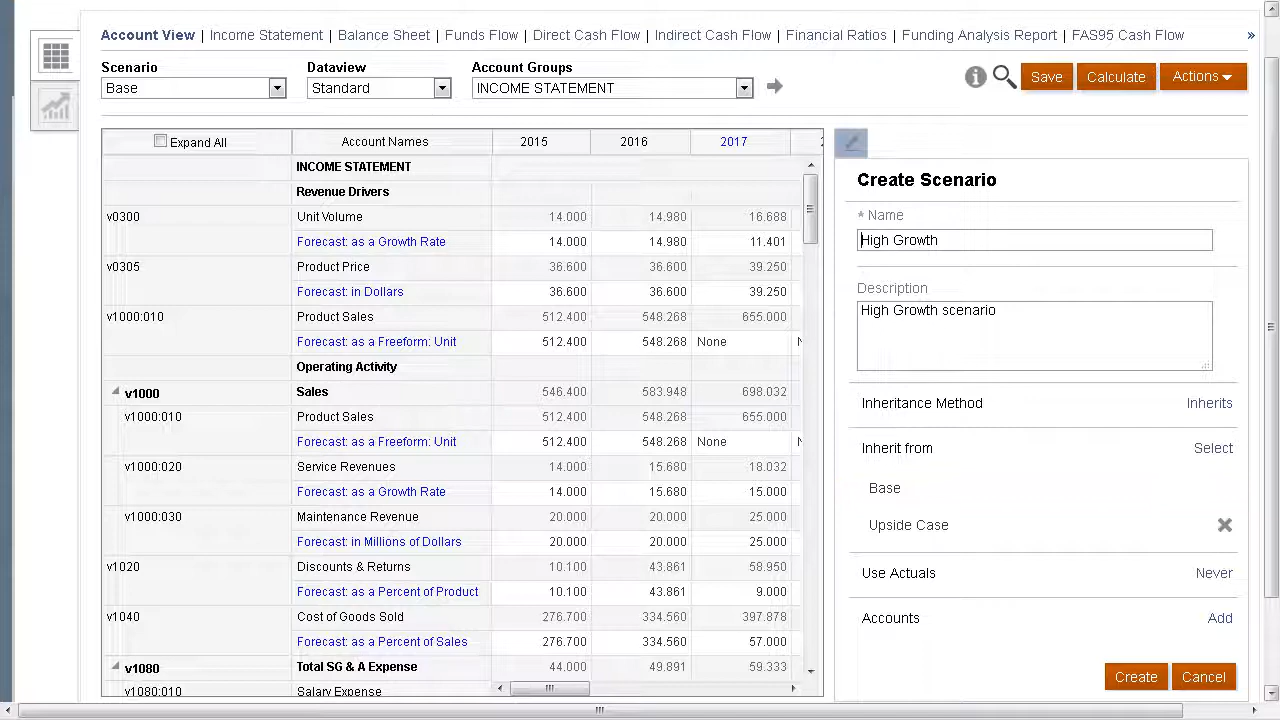 Account View | Income Statement | Balance Sheet | Funds Flow | Direct Cash Flow | Indirect Cash Flow | Financial Ratios | Funding Analysis Report | FAS95 Cash Flow »
Scenario Dataview Account Groups
Base Standard INCOME STATEMENT
Save Calculate Actions
Expand All Account Names 2015 2016 2017
INCOME STATEMENT
Revenue Drivers
v0300 Unit Volume 14.000 14.980 16.688
Forecast: as a Growth Rate 14.000 14.980 11.401
v0305 Product Price 36.600 36.600 39.250
Forecast: in Dollars 36.600 36.600 39.250
v1000:010 Product Sales 512.400 548.268 655.000
Forecast: as a Freeform: Unit 512.400 548.268 None
Operating Activity
v1000 Sales 546.400 583.948 698.032
v1000:010 Product Sales 512.400 548.268 655.000
Forecast: as a Freeform: Unit 512.400 548.268 None
v1000:020 Service Revenues 14.000 15.680 18.032
Forecast: as a Growth Rate 14.000 15.680 15.000
v1000:030 Maintenance Revenue 20.000 20.000 25.000
Forecast: in Millions of Dollars 20.000 20.000 25.000
v1020 Discounts & Returns 10.100 43.861 58.950
Forecast: as a Percent of Product 10.100 43.861 9.000
v1040 Cost of Goods Sold 276.700 334.560 397.878
Forecast: as a Percent of Sales 276.700 334.560 57.000
v1080 Total SG & A Expense 44.000 49.891 59.333
v1080:010 Salary Expense
Create Scenario
* Name
High Growth
Description
High Growth scenario
Inheritance Method Inherits
Inherit from Select
Base
Upside Case
Use Actuals Never
Accounts Add
Create Cancel